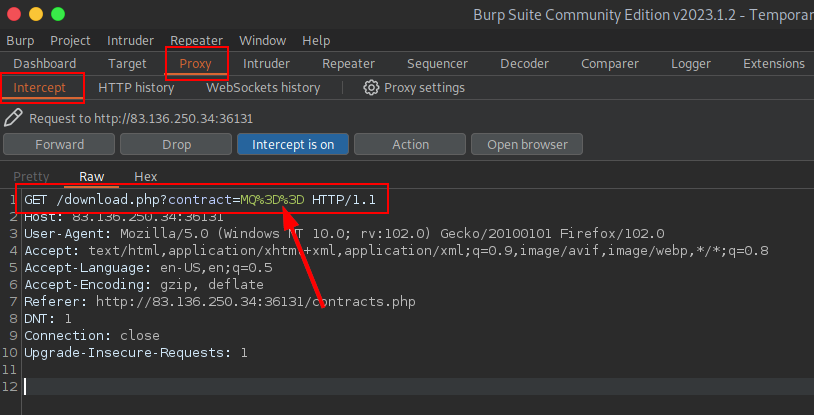 Burp Suite Community Edition v2023.1.2 - Temporar
Burp Project Intruder Repeater Window Help
Dashboard Target Proxy Intruder Repeater Sequencer Decoder Comparer Logger Extensions
Intercept HTTP history WebSockets history Proxy settings
Request to http://83.136.250.34:36131
Forward Drop Intercept is on Action Open browser
Pretty Raw Hex
1 GET /download.php?contract=MQ%3D%3D HTTP/1.1
2 Host: 83.136.250.34:36131
3 User-Agent: Mozilla/5.0 (Windows NT 10.0; rv:102.0) Gecko/20100101 Firefox/102.0
4 Accept: text/html,application/xhtml+xml,application/xml;q=0.9,image/avif,image/webp,*/*;q=0.8
5 Accept-Language: en-US,en;q=0.5
6 Accept-Encoding: gzip, deflate
7 Referer: http://83.136.250.34:36131/contracts.php
8 DNT: 1
9 Connection: close
10 Upgrade-Insecure-Requests: 1
11
12